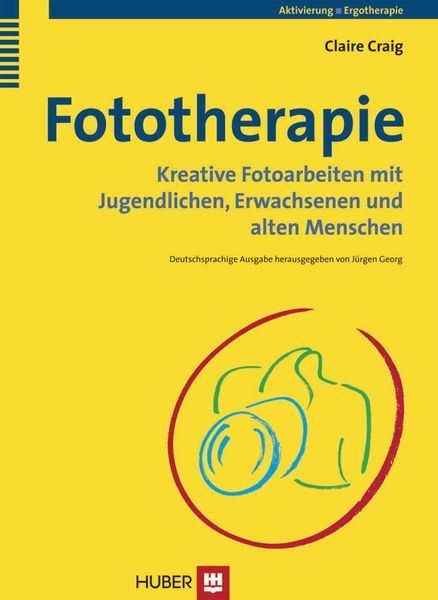 Aktivierung ■ Ergotherapie
Claire Craig
Fototherapie
Kreative Fotoarbeiten mit
Jugendlichen, Erwachsenen und
alten Menschen
Deutschsprachige Ausgabe herausgegeben von Jürgen Georg
HUBER